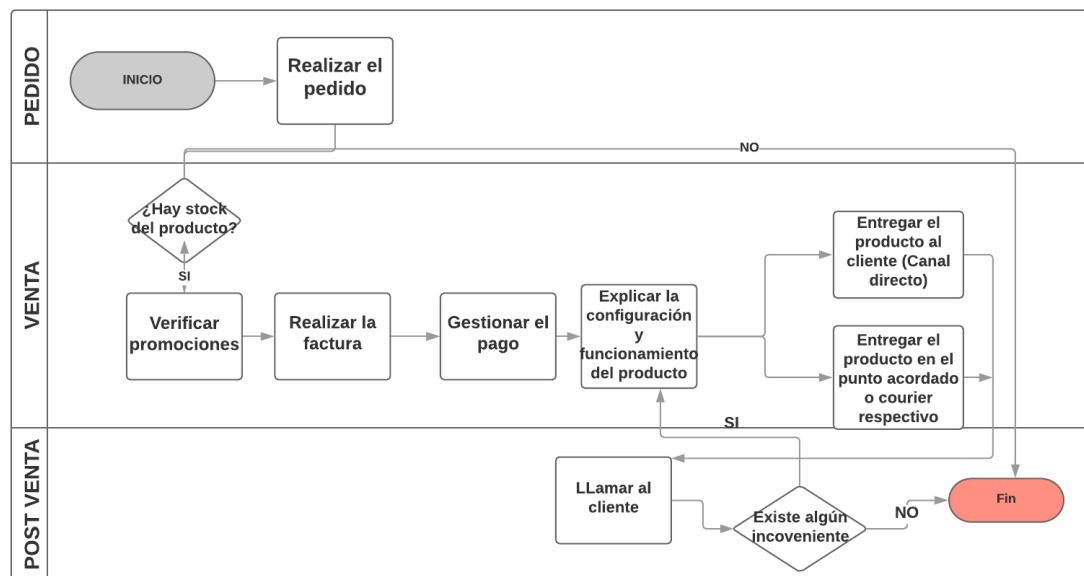 PEDIDO
INICIO
Realizar el
pedido
NO
VENTA
¿Hay stock
del producto?
SI
Verificar
promociones
Realizar la
factura
Gestionar el
pago
Explicar la
configuración
y
funcionamiento
del producto
Entregar el
producto al
cliente (Canal
directo)
Entregar el
producto en el
punto acordado
o courier
respectivo
SI
POST VENTA
LLamar al
cliente
Existe algún
incoveniente
NO
Fin